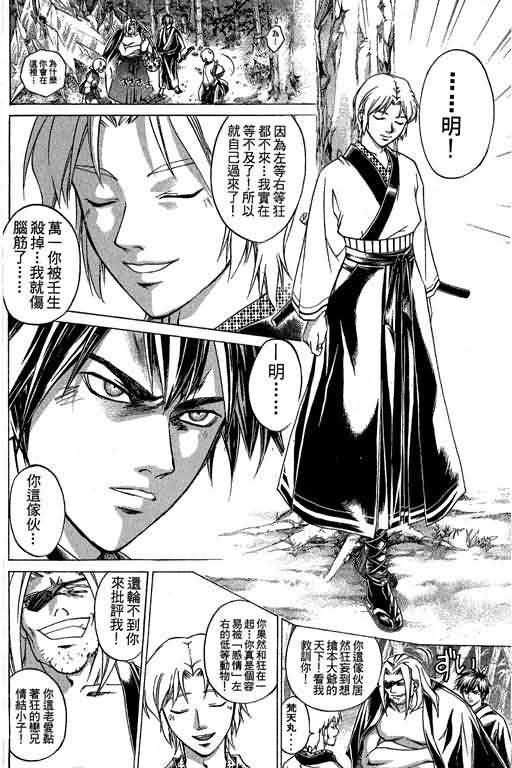 為什麼
你會在
這裡…
為
……明！
因為左等右等狂
都不來…我實在
等不及了！所以
就自己過來了！
萬一你被壬生
殺掉…我就傷
腦筋了……
—明……
你這傢伙…
你這傢伙居
然狂妄到想
搶本大爺的
天下！看我
教訓你！
ずい
梵天丸…
你果然和狂在一
起…你真是個容
易被「感情」左
右的低等動物！
還輪不到你
來批評我！
你這老愛黏
著狂的戀兄
情結小子！